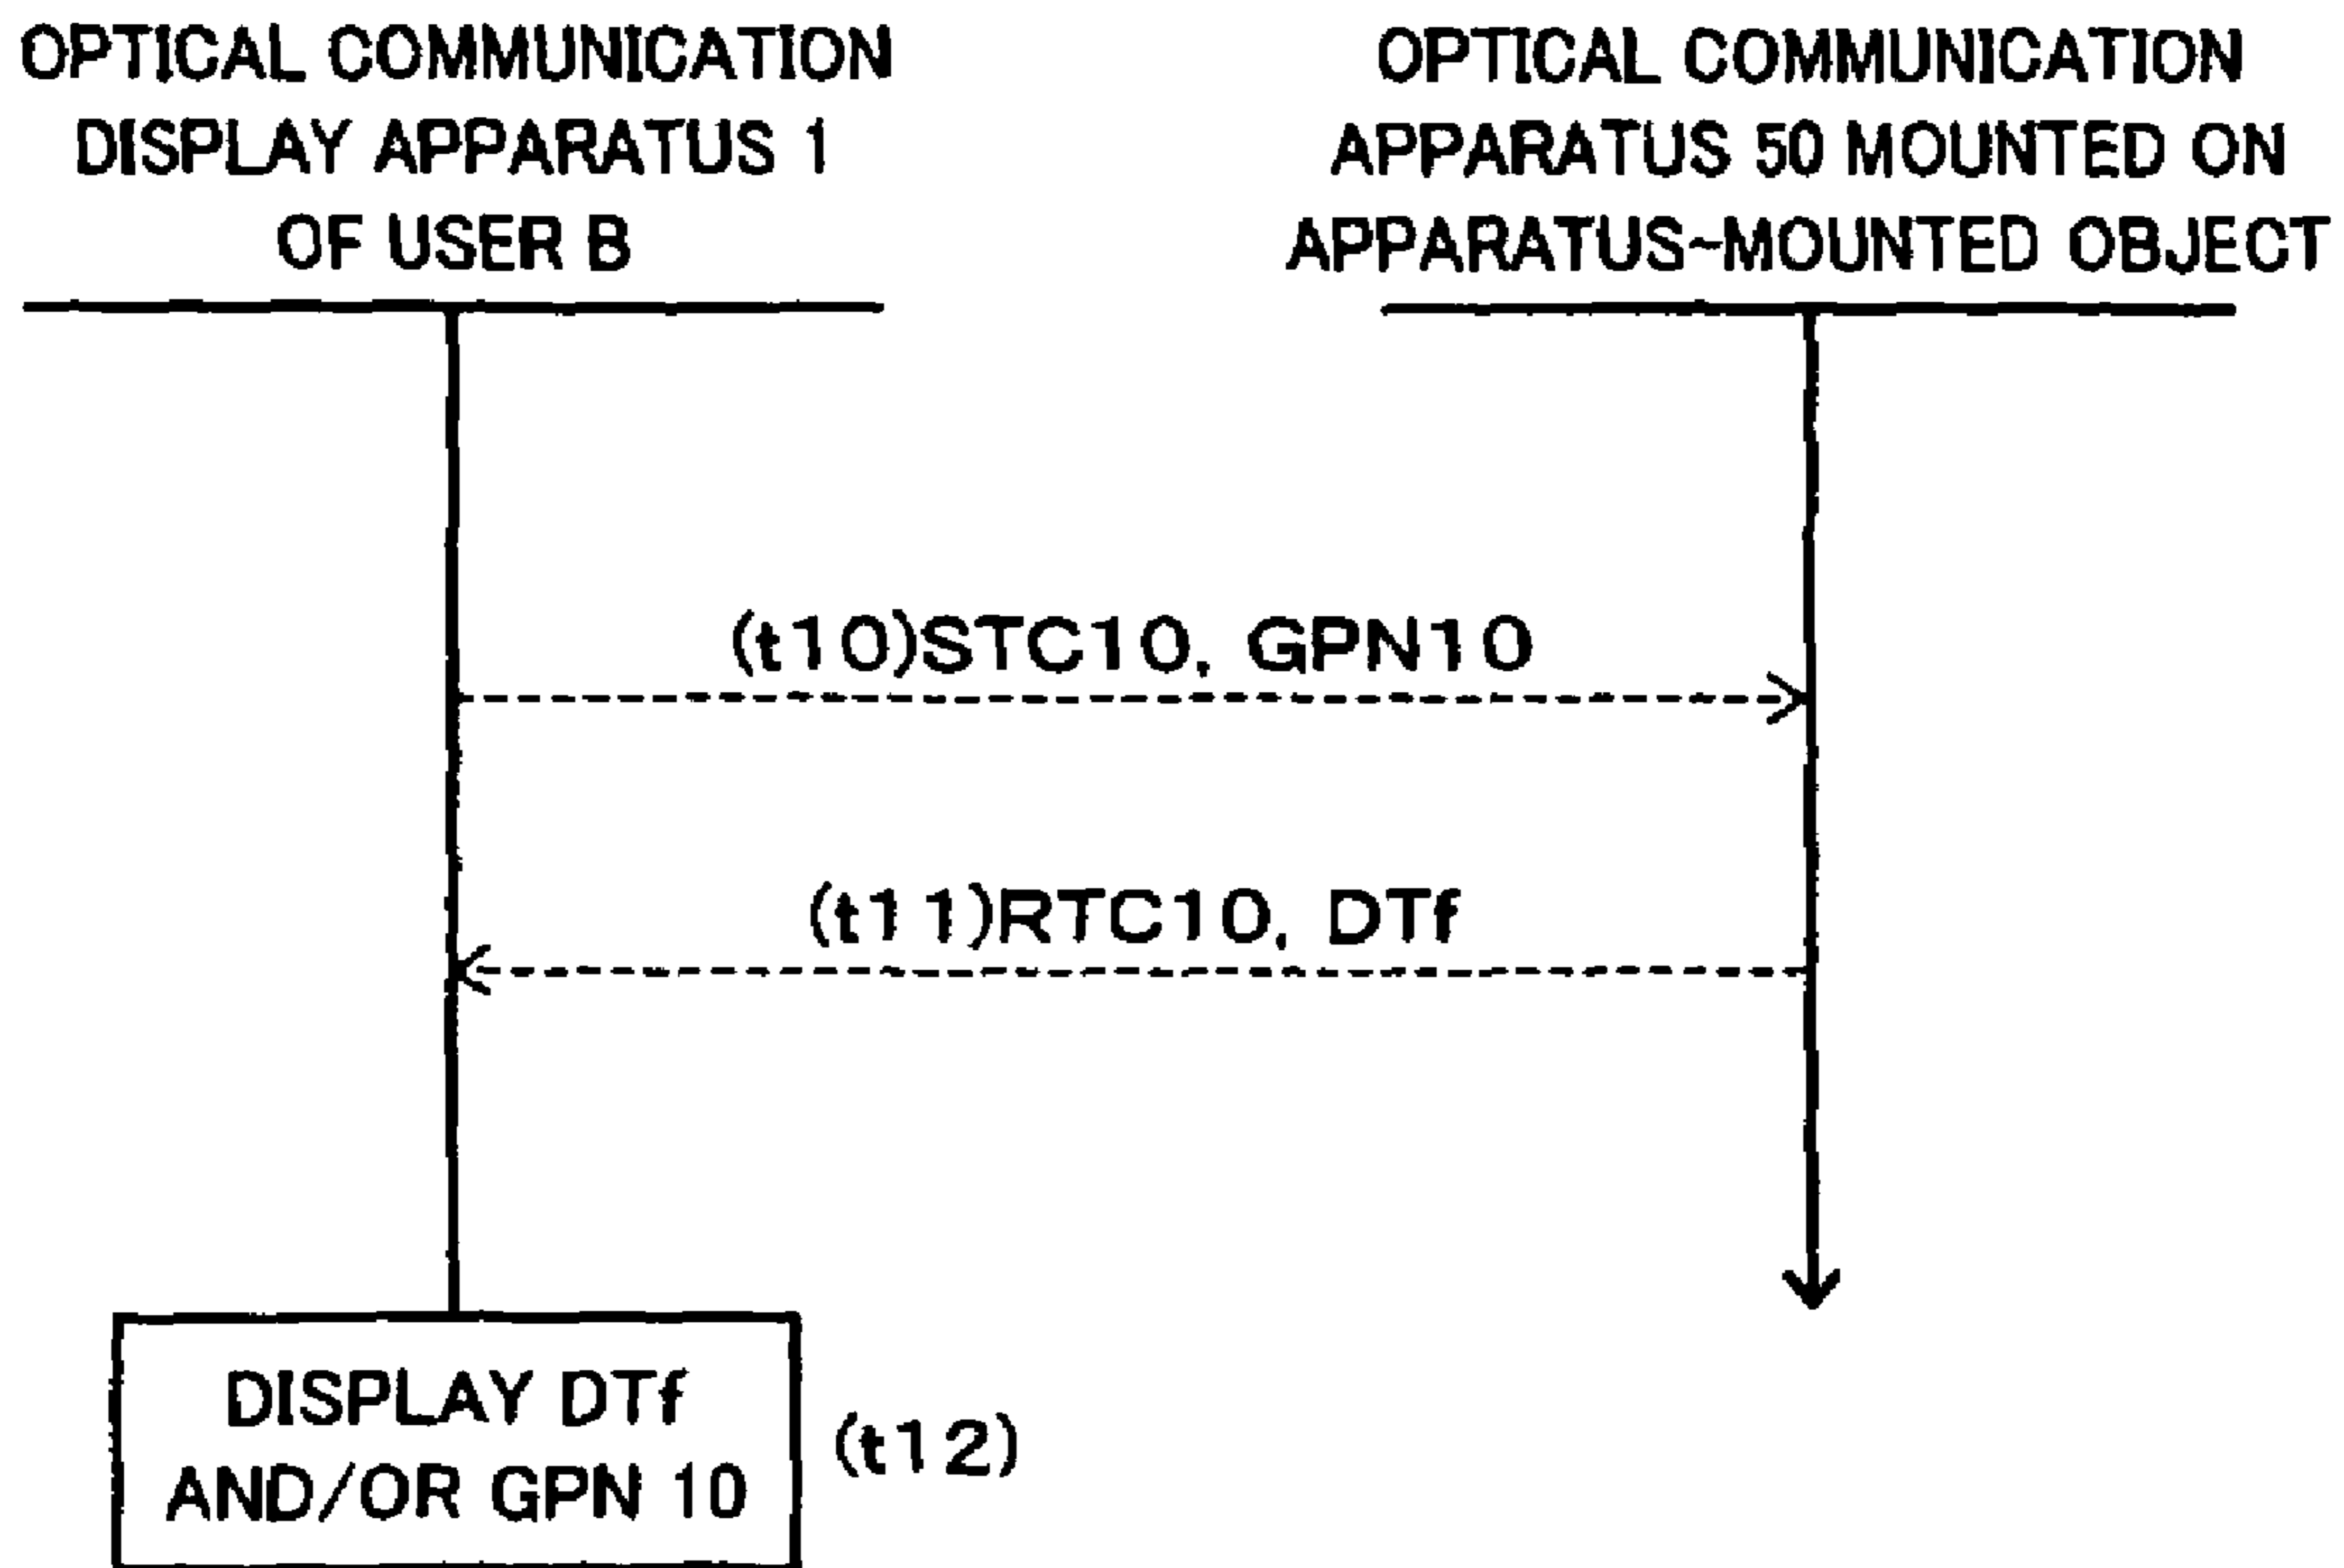 OPTICAL COMMUNICATION
DISPLAY APPARATUS 1
OF USER B
OPTICAL COMMUNICATION
APPARATUS 50 MOUNTED ON
APPARATUS-MOUNTED OBJECT
(t10)STC10, GPN10
(t11)RTC10, DTf
DISPLAY DTf
AND/OR GPN 10
(t12)